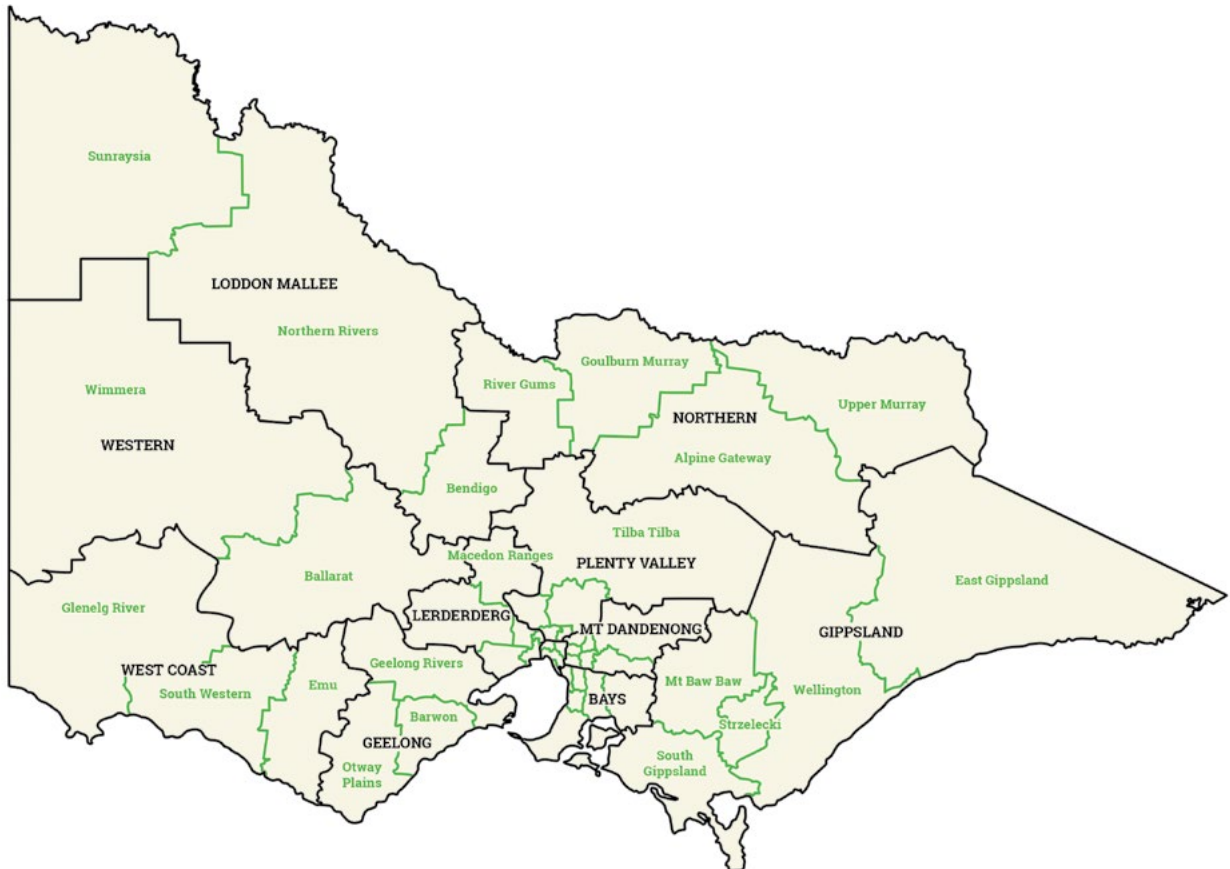 Sunraysia
LODDON MALLEE
Northern Rivers
Goulburn Murray
River Gums
Wimmera
Upper Murray
NORTHERN
WESTERN
Alpine Gateway
Bendigo
Tilba Tilba
Macedon Ranges
PLENTY VALLEY
Ballarat
East Gippsland
Glenelg River
LERDERDERG
MT DANDENONG
GIPPSLAND
Geelong Rivers
WEST COAST
South Western
Emu
Mt Baw Baw
Wellington
BAYS
Barwon
Strzelecki
GEELONG
Otway
Plains
South
Gippsland